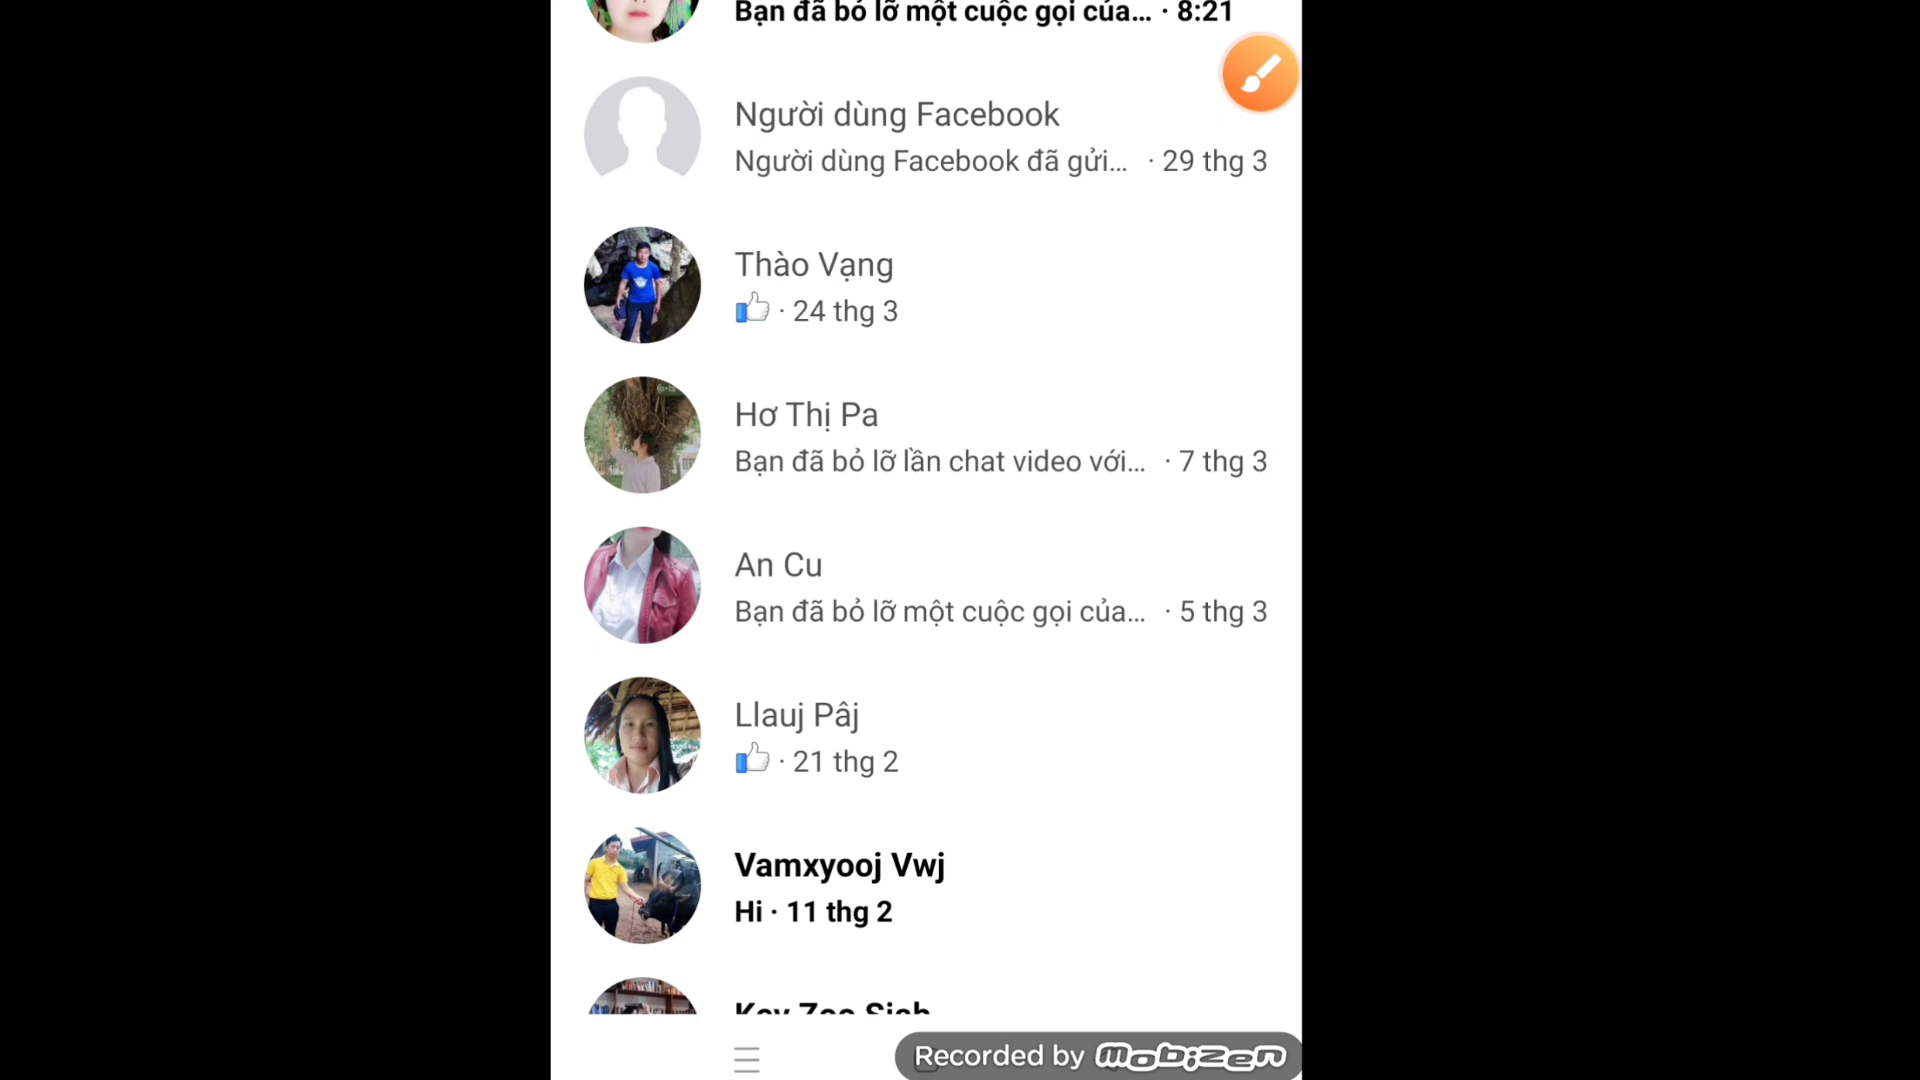 Bạn đã bỏ lỡ một cuộc gọi của... · 8:21
Người dùng Facebook
Người dùng Facebook đã gửi... · 29 thg 3
Thào Vạng
👍 · 24 thg 3
Hơ Thị Pa
Bạn đã bỏ lỡ lần chat video với... · 7 thg 3
An Cu
Bạn đã bỏ lỡ một cuộc gọi của... · 5 thg 3
Llauj Pâj
👍 · 21 thg 2
Vamxyooj Vwj
Hi · 11 thg 2
Recorded by mobizen